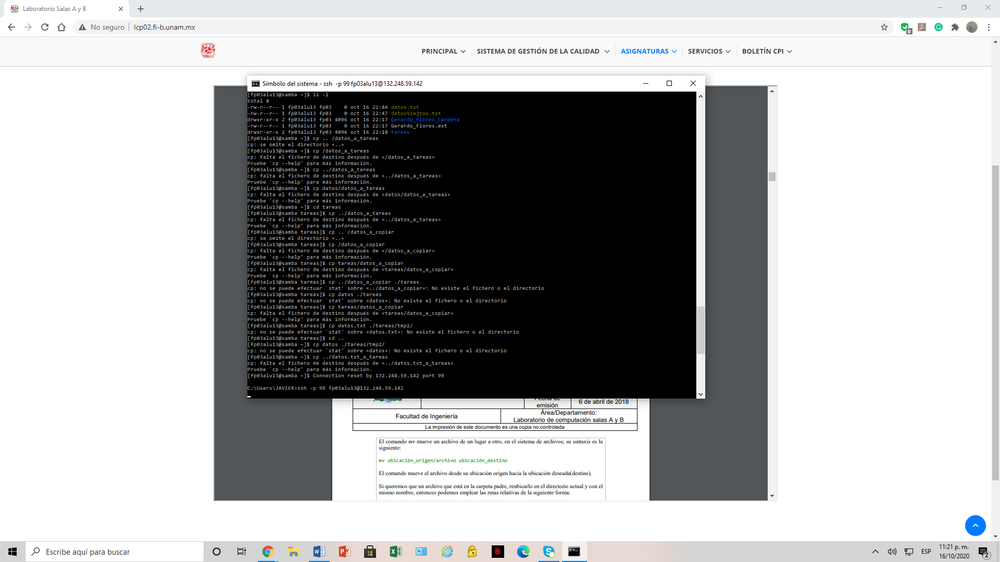 Laboratorio Salas A y B
No seguro
lcp02.fi-b.unam.mx
0
PRINCIPAL
SISTEMA DE GESTIÓN DE LA CALIDAD
ASIGNATURAS
SERVICIOS
BOLETÍN CPI
Símbolo del sistema - ssh -p 99 fp03alu13@132.248.59.142
[fp03alu13@samba ~]$ ls -l
total 8
-rw-r--r-- 1 fp03alu13 fp03 0 oct 16 22:46 datos.txt
-rw-r--r-- 1 fp03alu13 fp03 0 oct 16 22:47 datosViejtos.txt
drwxr-xr-x 2 fp03alu13 fp03 4096 oct 16 22:17 Gerardo_Flores_Carpeta
-rw-r--r-- 1 fp03alu13 fp03 0 oct 16 22:17 Gerardo_Flores.ext
drwxr-xr-x 2 fp03alu13 fp03 4096 oct 16 22:18 tareas
[fp03alu13@samba ~]$ cp .. /datos_a_tareas
cp: se omite el directorio «..»
[fp03alu13@samba ~]$ cp /datos_a_tareas
cp: falta el fichero de destino después de «/datos_a_tareas»
Pruebe `cp --help' para más información.
[fp03alu13@samba ~]$ cp ../datos_a_tareas
cp: falta el fichero de destino después de «../datos_a_tareas»
Pruebe `cp --help' para más información.
[fp03alu13@samba ~]$ cp datos/datos_a_tareas
cp: falta el fichero de destino después de «datos/datos_a_tareas»
Pruebe `cp --help' para más información.
[fp03alu13@samba ~]$ cd tareas
[fp03alu13@samba tareas]$ cp ../datos_a_tareas
cp: falta el fichero de destino después de «../datos_a_tareas»
Pruebe `cp --help' para más información.
[fp03alu13@samba tareas]$ cp .. /datos_a_copiar
cp: se omite el directorio «..»
[fp03alu13@samba tareas]$ cp /datos_a_copiar
cp: falta el fichero de destino después de «/datos_a_copiar»
Pruebe `cp --help' para más información.
[fp03alu13@samba tareas]$ cp tareas/datos_a_copiar
cp: falta el fichero de destino después de «tareas/datos_a_copiar»
Pruebe `cp --help' para más información.
[fp03alu13@samba tareas]$ cp ../datos_a_copiar ./tareas
cp: no se puede efectuar `stat' sobre «../datos_a_copiar»: No existe el fichero o el directorio
[fp03alu13@samba tareas]$ cp datos ./tareas
cp: no se puede efectuar `stat' sobre «datos»: No existe el fichero o el directorio
[fp03alu13@samba tareas]$ cp tareas/datos_a_copiar
cp: falta el fichero de destino después de «tareas/datos_a_copiar»
Pruebe `cp --help' para más información.
[fp03alu13@samba tareas]$ cp datos.txt ./tareas/tmp2/
cp: no se puede efectuar `stat' sobre «datos.txt»: No existe el fichero o el directorio
[fp03alu13@samba tareas]$ cd ..
[fp03alu13@samba ~]$ cp datos ./tareas/tmp2/
cp: no se puede efectuar `stat' sobre «datos»: No existe el fichero o el directorio
[fp03alu13@samba ~]$ cp ../datos.txt_a_tareas
cp: falta el fichero de destino después de «../datos.txt_a_tareas»
Pruebe `cp --help' para más información.
[fp03alu13@samba ~]$ Connection reset by 132.248.59.142 port 99
C:\Users\JAVIER>ssh -p 99 fp03alu13@132.248.59.142
Fecha de
emisión
6 de abril de 2018
Facultad de Ingeniería
Área/Departamento:
Laboratorio de computación salas A y B
La impresión de este documento es una copia no controlada
El comando mv mueve un archivo de un lugar a otro, en el sistema de archivos; su sintaxis es la
siguiente:
mv ubicación_origen/archivo ubicación_destino
El comando mueve el archivo desde su ubicación origen hacia la ubicación deseada(destino).
Si queremos que un archivo que está en la carpeta padre, reubicarlo en el directorio actual y con el
mismo nombre, entonces podemos emplear las rutas relativas de la siguiente forma:
Escribe aquí para buscar
ESP
11:21 p. m.
16/10/2020
2